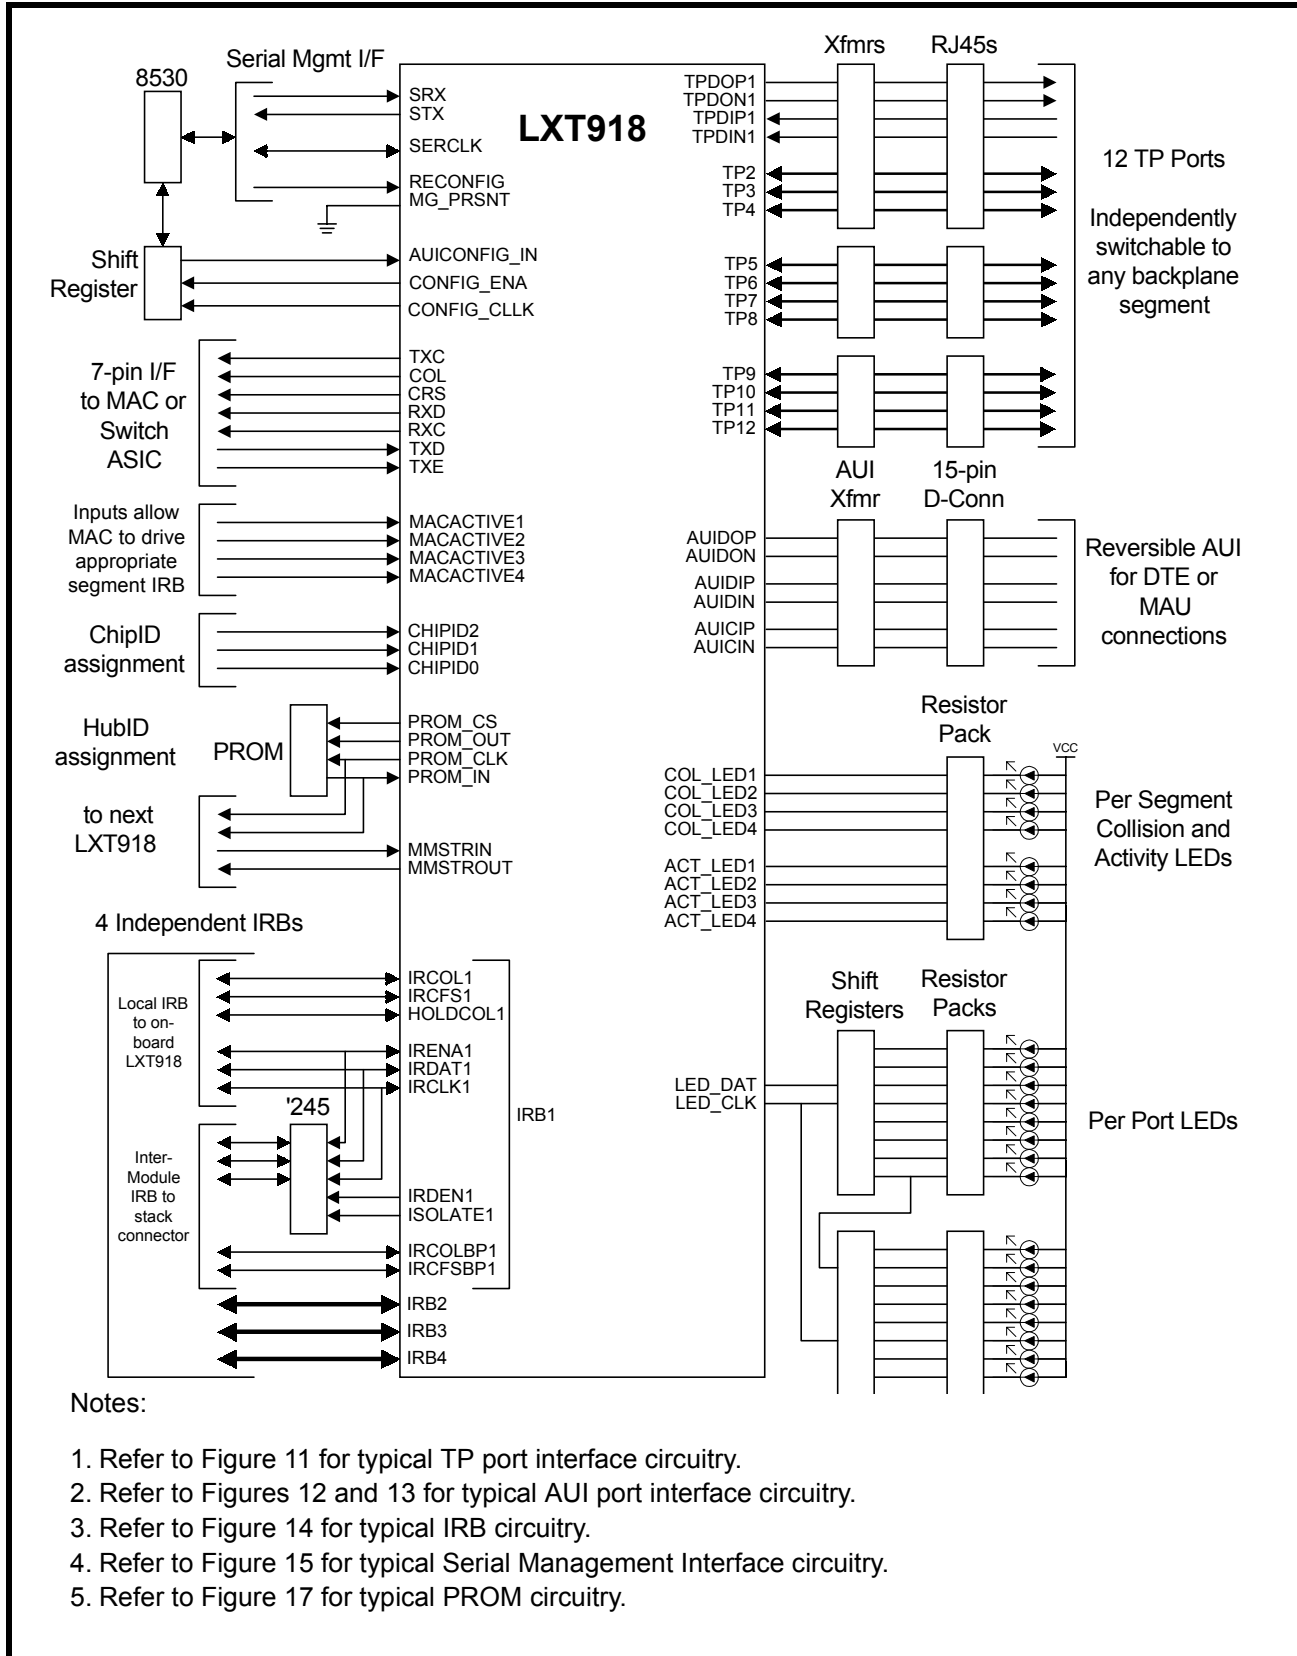 Serial Mgmt I/F
8530
SRX
STX
SERCLK
RECONFIG
MG_PRSNT
Shift
Register
AUICONFIG_IN
CONFIG_ENA
CONFIG_CLLK
7-pin I/F
to MAC or
Switch
ASIC
TXC
COL
CRS
RXD
RXC
TXD
TXE
Inputs allow
MAC to drive
appropriate
segment IRB
MACACTIVE1
MACACTIVE2
MACACTIVE3
MACACTIVE4
ChipID
assignment
CHIPID2
CHIPID1
CHIPID0
HubID
assignment
PROM
PROM_CS
PROM_OUT
PROM_CLK
PROM_IN
to next
LXT918
MMSTRIN
MMSTROUT
4 Independent IRBs
Local IRB
to on-
board
LXT918
IRCOL1
IRCFS1
HOLDCOL1
IRENA1
IRDAT1
IRCLK1
'245
IRB1
Inter-
Module
IRB to
stack
connector
IRDEN1
ISOLATE1
IRCOLBP1
IRCFSBP1
IRB2
IRB3
IRB4
LXT918
Xfmrs
RJ45s
TPDOP1
TPDON1
TPDIP1
TPDIN1
TP2
TP3
TP4
TP5
TP6
TP7
TP8
TP9
TP10
TP11
TP12
12 TP Ports
Independently
switchable to
any backplane
segment
AUI
Xfmr
15-pin
D-Conn
AUIDOP
AUIDON
AUIDIP
AUIDIN
AUICIP
AUICIN
Reversible AUI
for DTE or
MAU
connections
Resistor
Pack
VCC
COL_LED1
COL_LED2
COL_LED3
COL_LED4
ACT_LED1
ACT_LED2
ACT_LED3
ACT_LED4
Per Segment
Collision and
Activity LEDs
Shift
Registers
Resistor
Packs
LED_DAT
LED_CLK
Per Port LEDs
Notes:
1. Refer to Figure 11 for typical TP port interface circuitry.
2. Refer to Figures 12 and 13 for typical AUI port interface circuitry.
3. Refer to Figure 14 for typical IRB circuitry.
4. Refer to Figure 15 for typical Serial Management Interface circuitry.
5. Refer to Figure 17 for typical PROM circuitry.